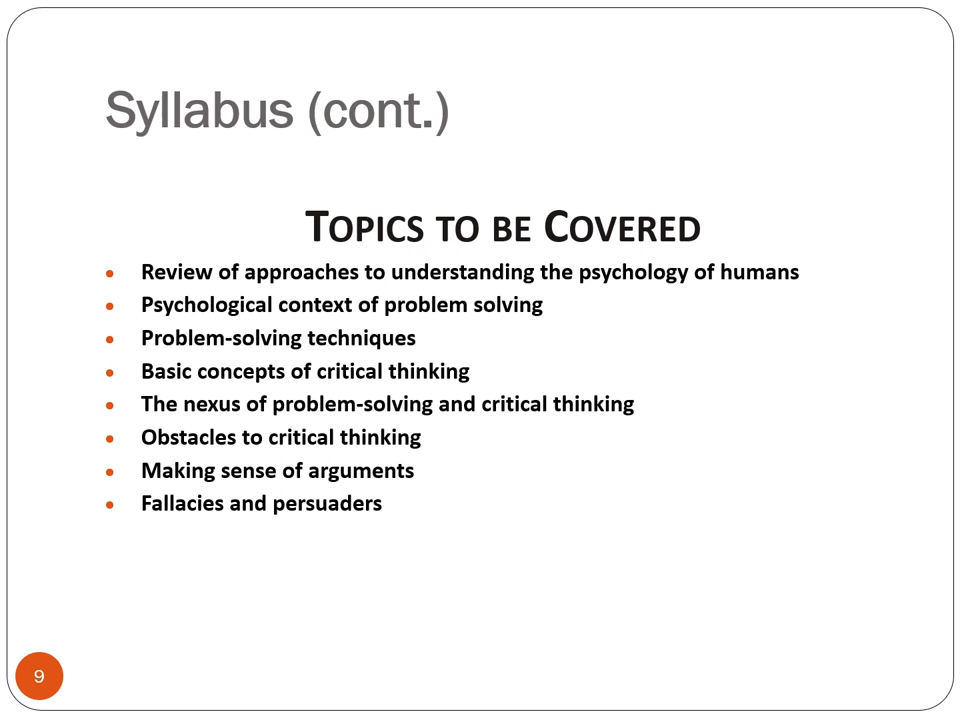 Syllabus (cont.)
Topics to be Covered
• Review of approaches to understanding the psychology of humans
• Psychological context of problem solving
• Problem-solving techniques
• Basic concepts of critical thinking
• The nexus of problem-solving and critical thinking
• Obstacles to critical thinking
• Making sense of arguments
• Fallacies and persuaders
9